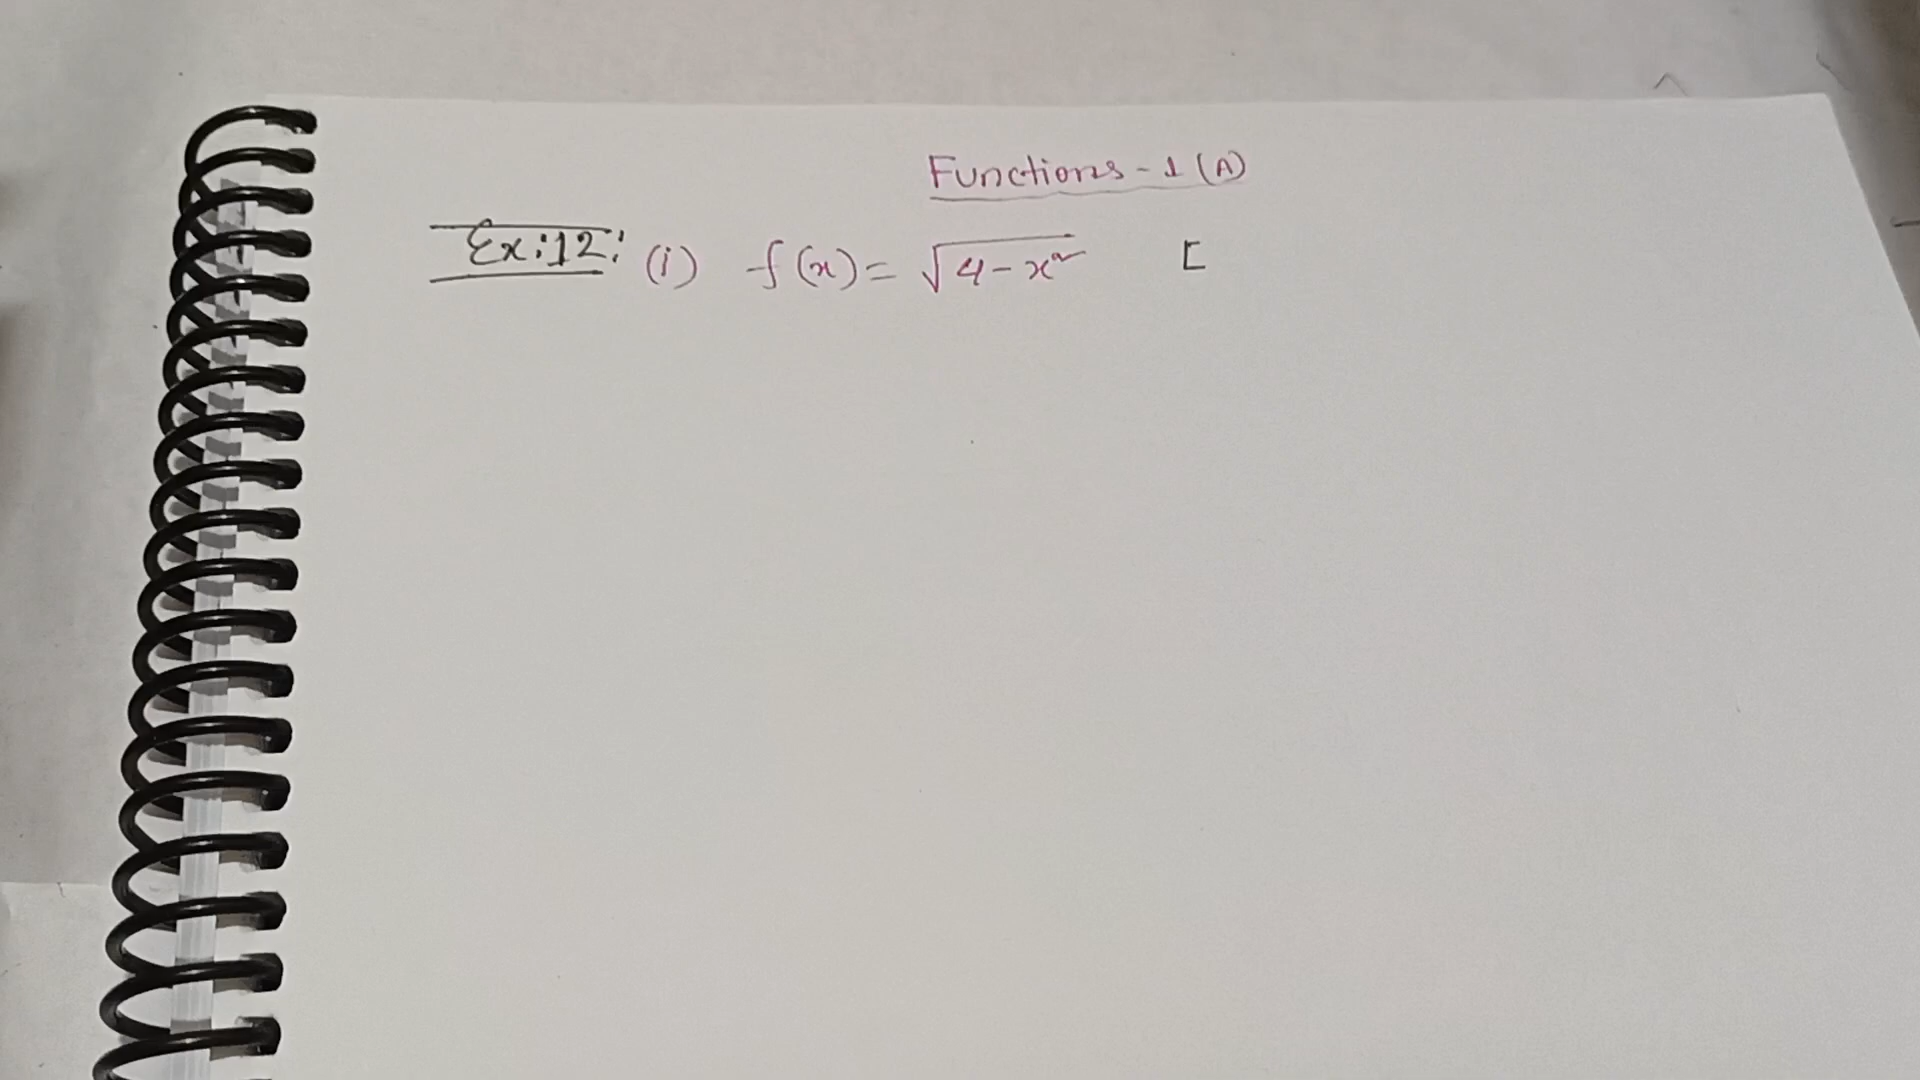 Functions - 1 (A)
Ex:12: (i) f(x) = √4-x² [